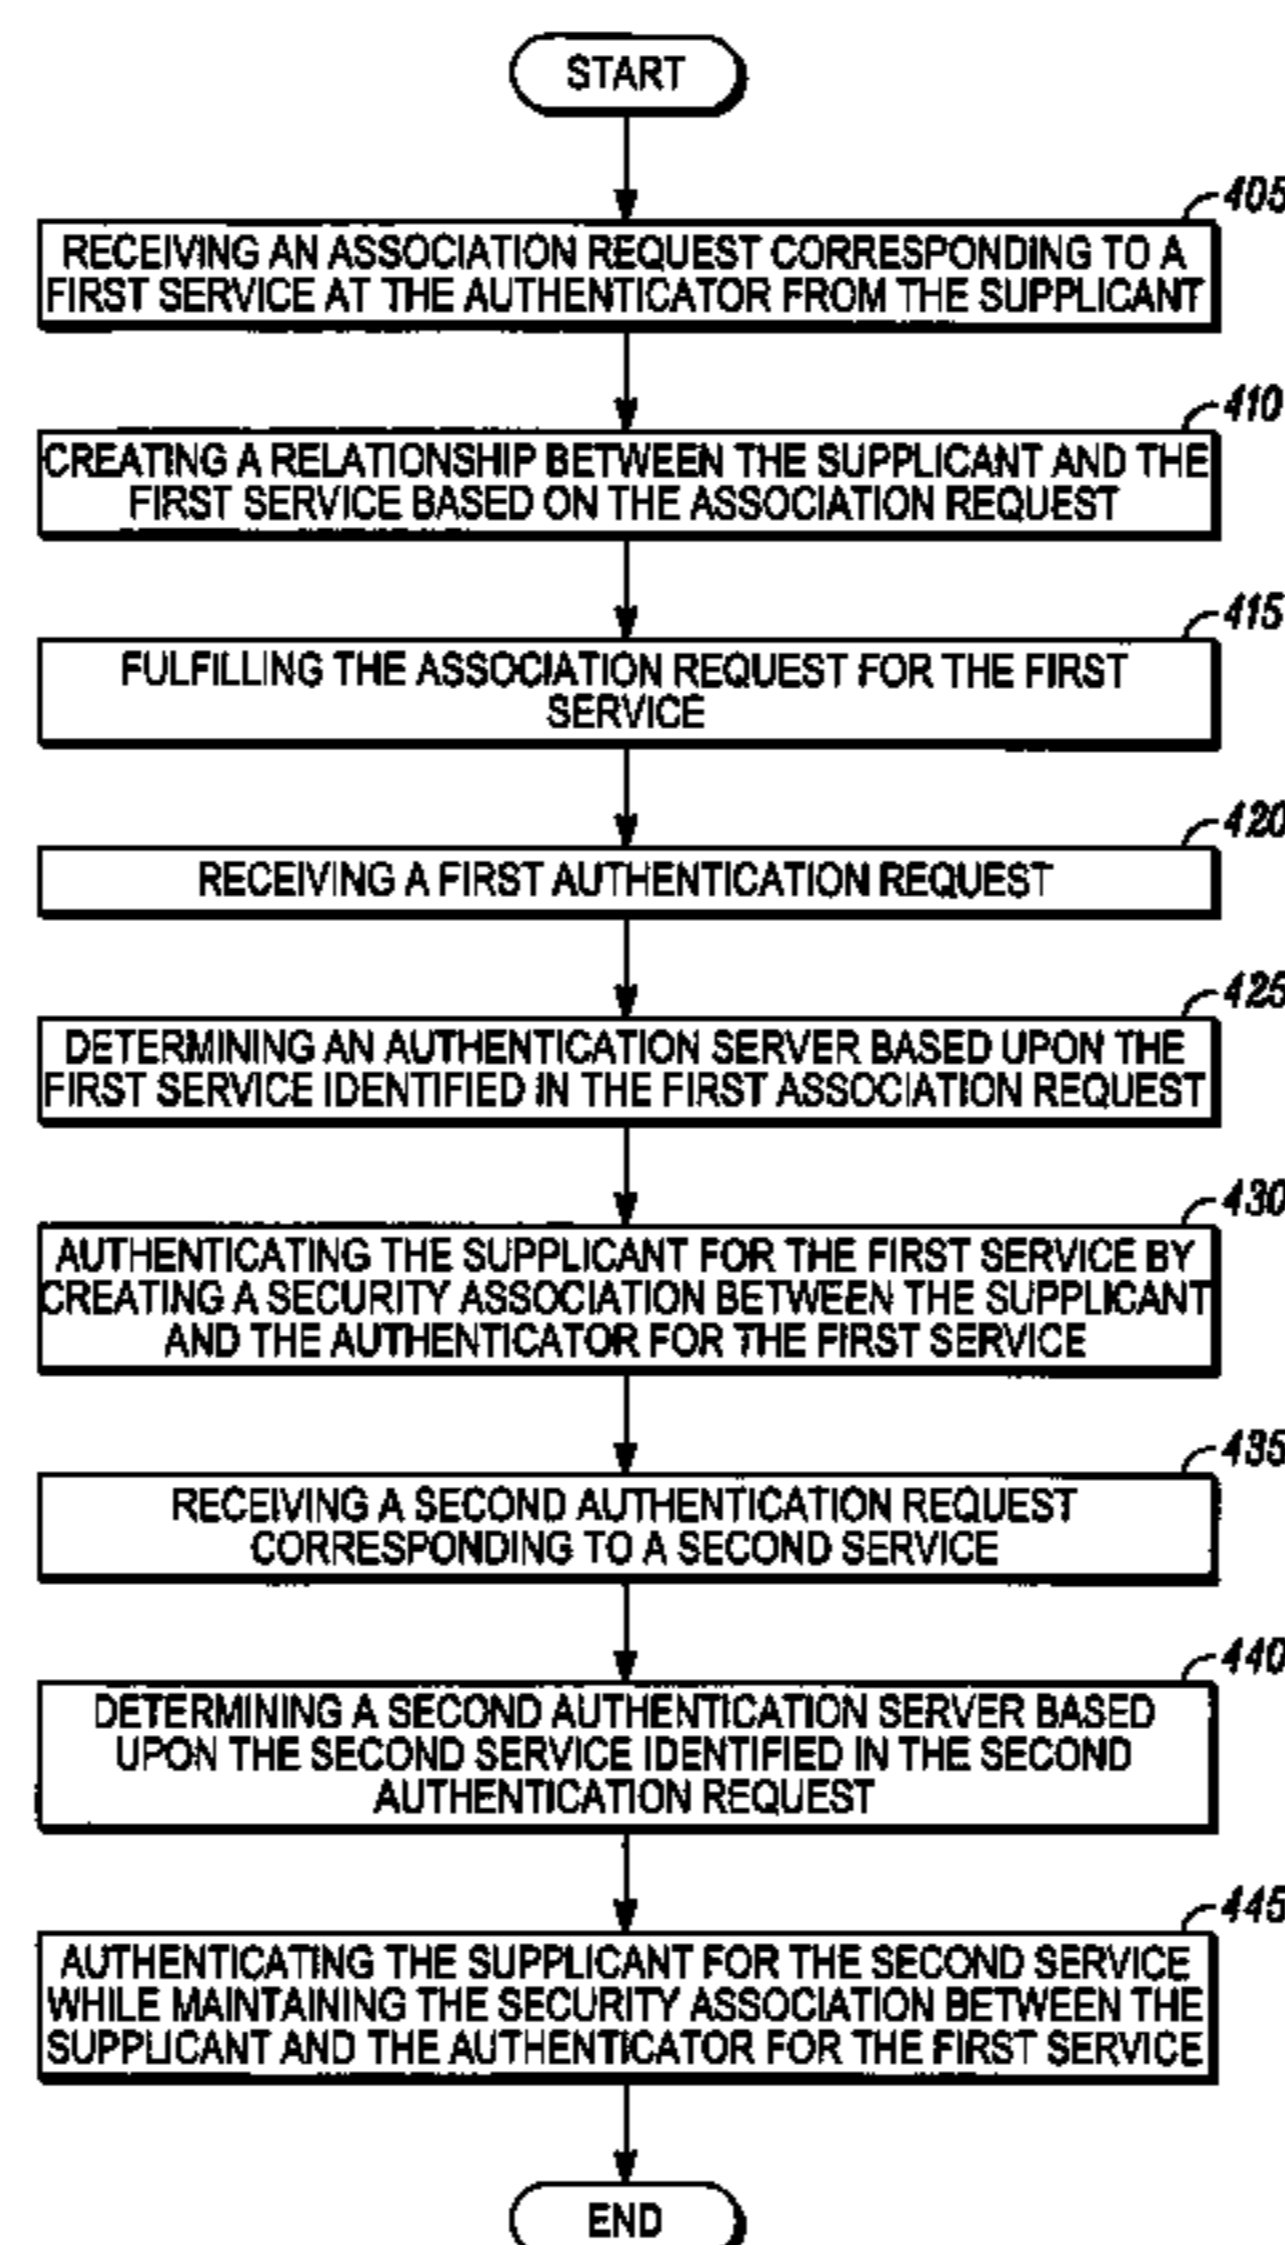 START
405
RECEIVING AN ASSOCIATION REQUEST CORRESPONDING TO A
FIRST SERVICE AT THE AUTHENTICATOR FROM THE SUPPLICANT
410
CREATING A RELATIONSHIP BETWEEN THE SUPPLICANT AND THE
FIRST SERVICE BASED ON THE ASSOCIATION REQUEST
415
FULFILLING THE ASSOCIATION REQUEST FOR THE FIRST
SERVICE
420
RECEIVING A FIRST AUTHENTICATION REQUEST
425
DETERMINING AN AUTHENTICATION SERVER BASED UPON THE
FIRST SERVICE IDENTIFIED IN THE FIRST ASSOCIATION REQUEST
430
AUTHENTICATING THE SUPPLICANT FOR THE FIRST SERVICE BY
CREATING A SECURITY ASSOCIATION BETWEEN THE SUPPLICANT
AND THE AUTHENTICATOR FOR THE FIRST SERVICE
435
RECEIVING A SECOND AUTHENTICATION REQUEST
CORRESPONDING TO A SECOND SERVICE
440
DETERMINING A SECOND AUTHENTICATION SERVER BASED
UPON THE SECOND SERVICE IDENTIFIED IN THE SECOND
AUTHENTICATION REQUEST
445
AUTHENTICATING THE SUPPLICANT FOR THE SECOND SERVICE
WHILE MAINTAINING THE SECURITY ASSOCIATION BETWEEN THE
SUPPLICANT AND THE AUTHENTICATOR FOR THE FIRST SERVICE
END